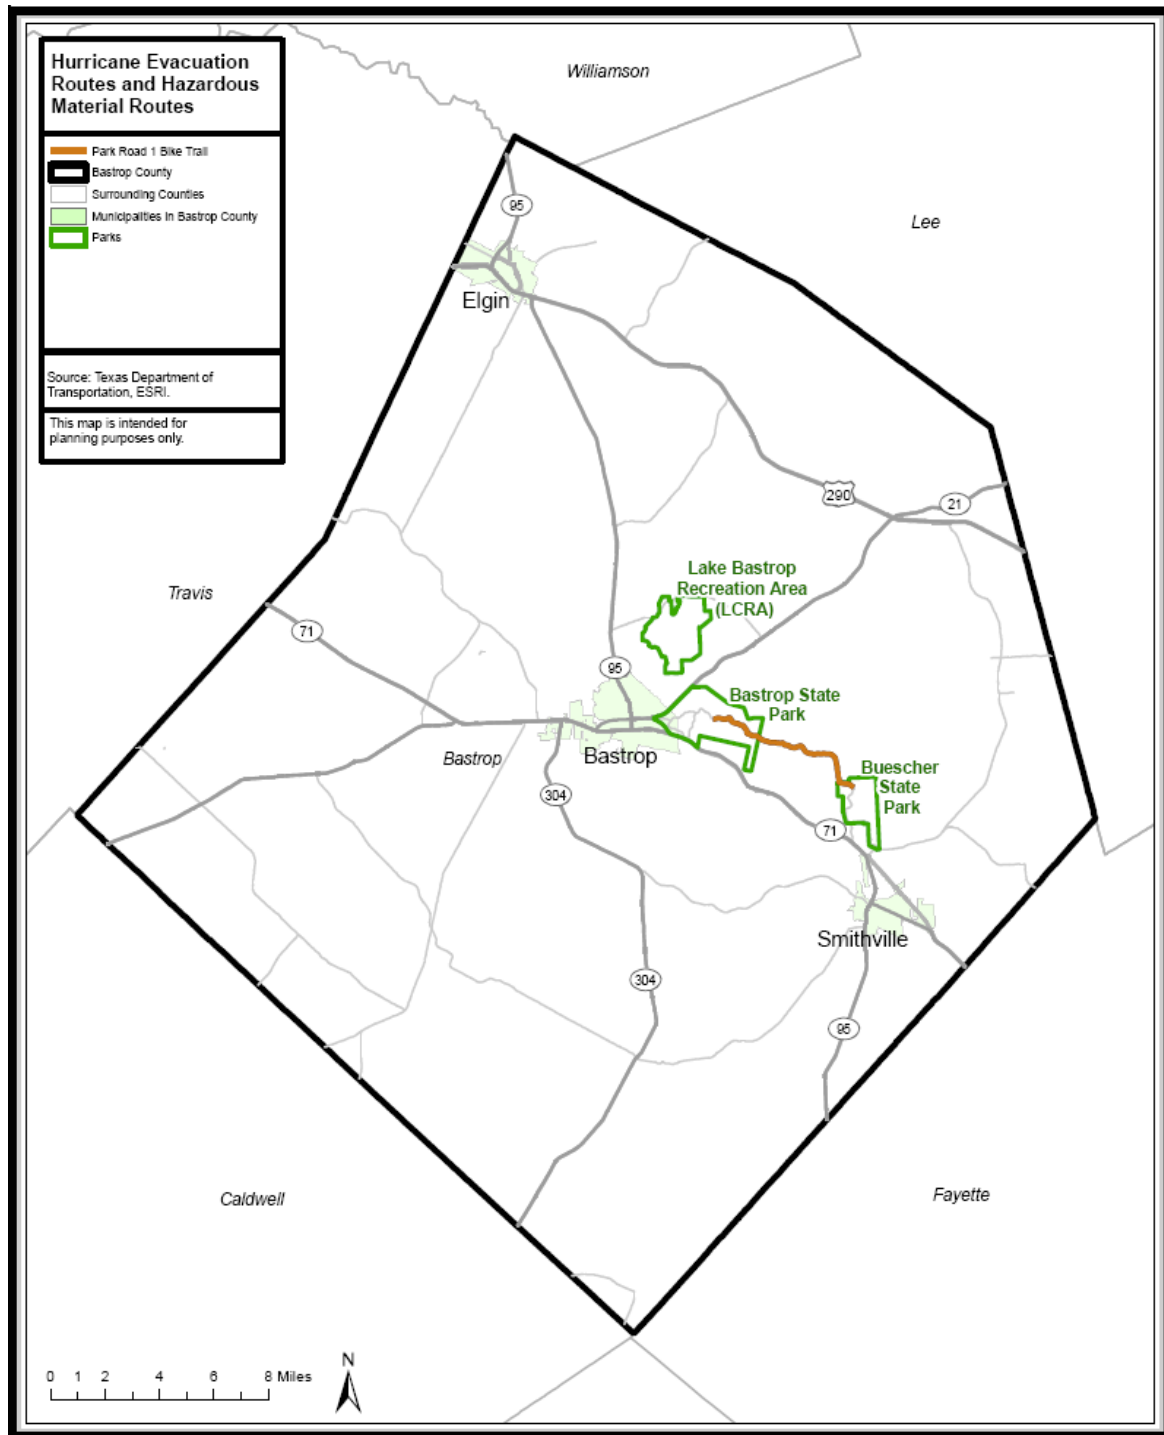 Hurricane Evacuation
Routes and Hazardous
Material Routes
Park Road 1 Bike Trail
Bastrop County
Surrounding Counties
Municipalities in Bastrop County
Parks
Source: Texas Department of
Transportation, ESRI.
This map is intended for
planning purposes only.
Williamson
Lee
95
Elgin
290
21
Travis
Lake Bastrop
Recreation Area
(LCRA)
71
95
Bastrop State
Park
Bastrop
Bastrop
Buescher
State
Park
304
71
Smithville
304
95
Caldwell
Fayette
N
0 1 2 4 6 8 Miles